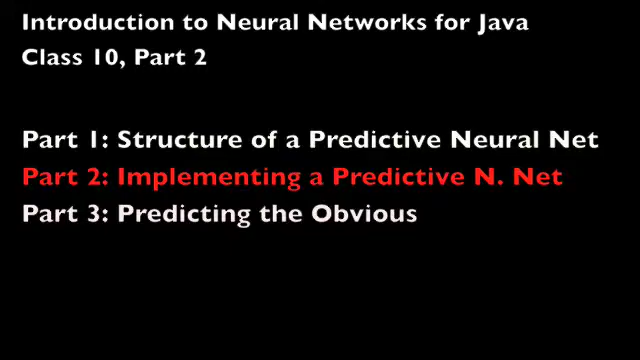 Introduction to Neural Networks for Java
Class 10, Part 2
Part 1: Structure of a Predictive Neural Net
Part 2: Implementing a Predictive N. Net
Part 3: Predicting the Obvious